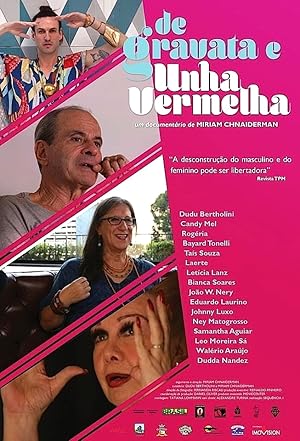 de
gravata e
Unha
Vermelha
um documentário de MIRIAM CHNAIDERMAN
"A desconstrução do masculino e do
feminino pode ser libertadora"
Revista TPM
Dudu Bertholini
Candy Mel
Rogéria
Bayard Tonelli
Taís Souza
Laerte
Letícia Lanz
Bianca Soares
João W. Nery
Eduardo Laurino
Johnny Luxo
Ney Matogrosso
Samantha Aguiar
Leo Moreira Sá
Walério Araújo
Dudda Nandez
BRASIL
IMOVISION